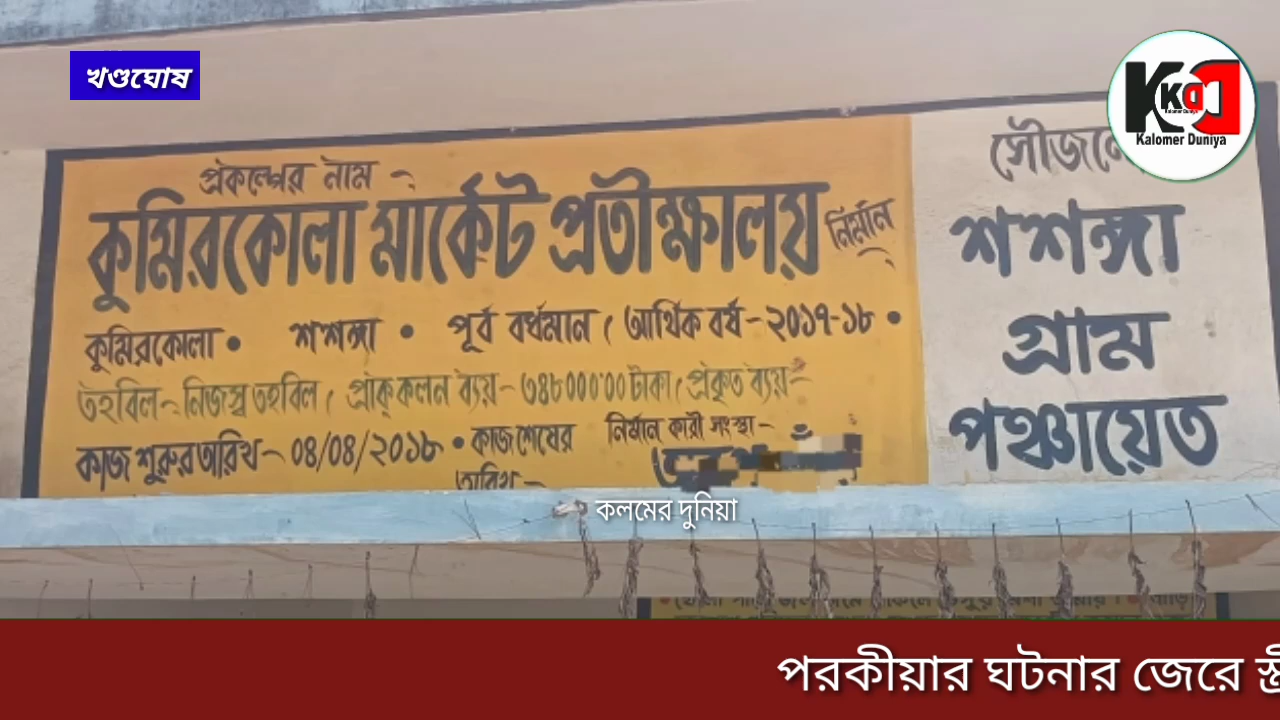 খণ্ডঘোষ
KKD
Kalomer Duniya
প্রকল্পের নাম -
কুমিরকোলা মার্কেট প্রতীক্ষালয় নির্মান
কুমিরকোলা • শশঙ্গা • পূর্ব বর্ধমান । আর্থিক বর্ষ - ২০১৭-১৮ •
তহবিল - নিজস্ব তহবিল । প্রাক্কলন ব্যয় - ৩৪৮০০০'০০ টাকা । প্রকৃত ব্যয় -
কাজ শুরুর তারিখ - ০৪/০৪/২০১৮ • কাজ শেষের
তারিখ -
নির্মান কারী সংস্থা -
শশঙ্গা
গ্রাম
পঞ্চায়েত
কলমের দুনিয়া
পরকীয়ার ঘটনার জেরে